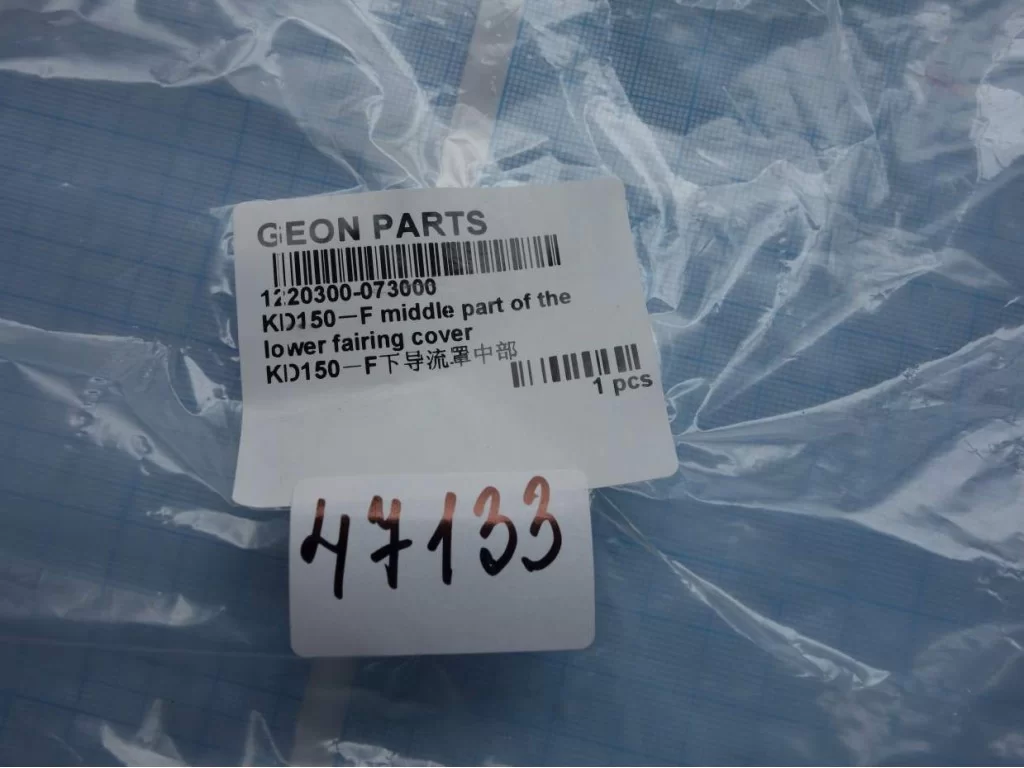 GEON PARTS
1220300-073000
KD150－F middle part of the
lower fairing cover
KD150－F下导流罩中部
1 pcs
47133